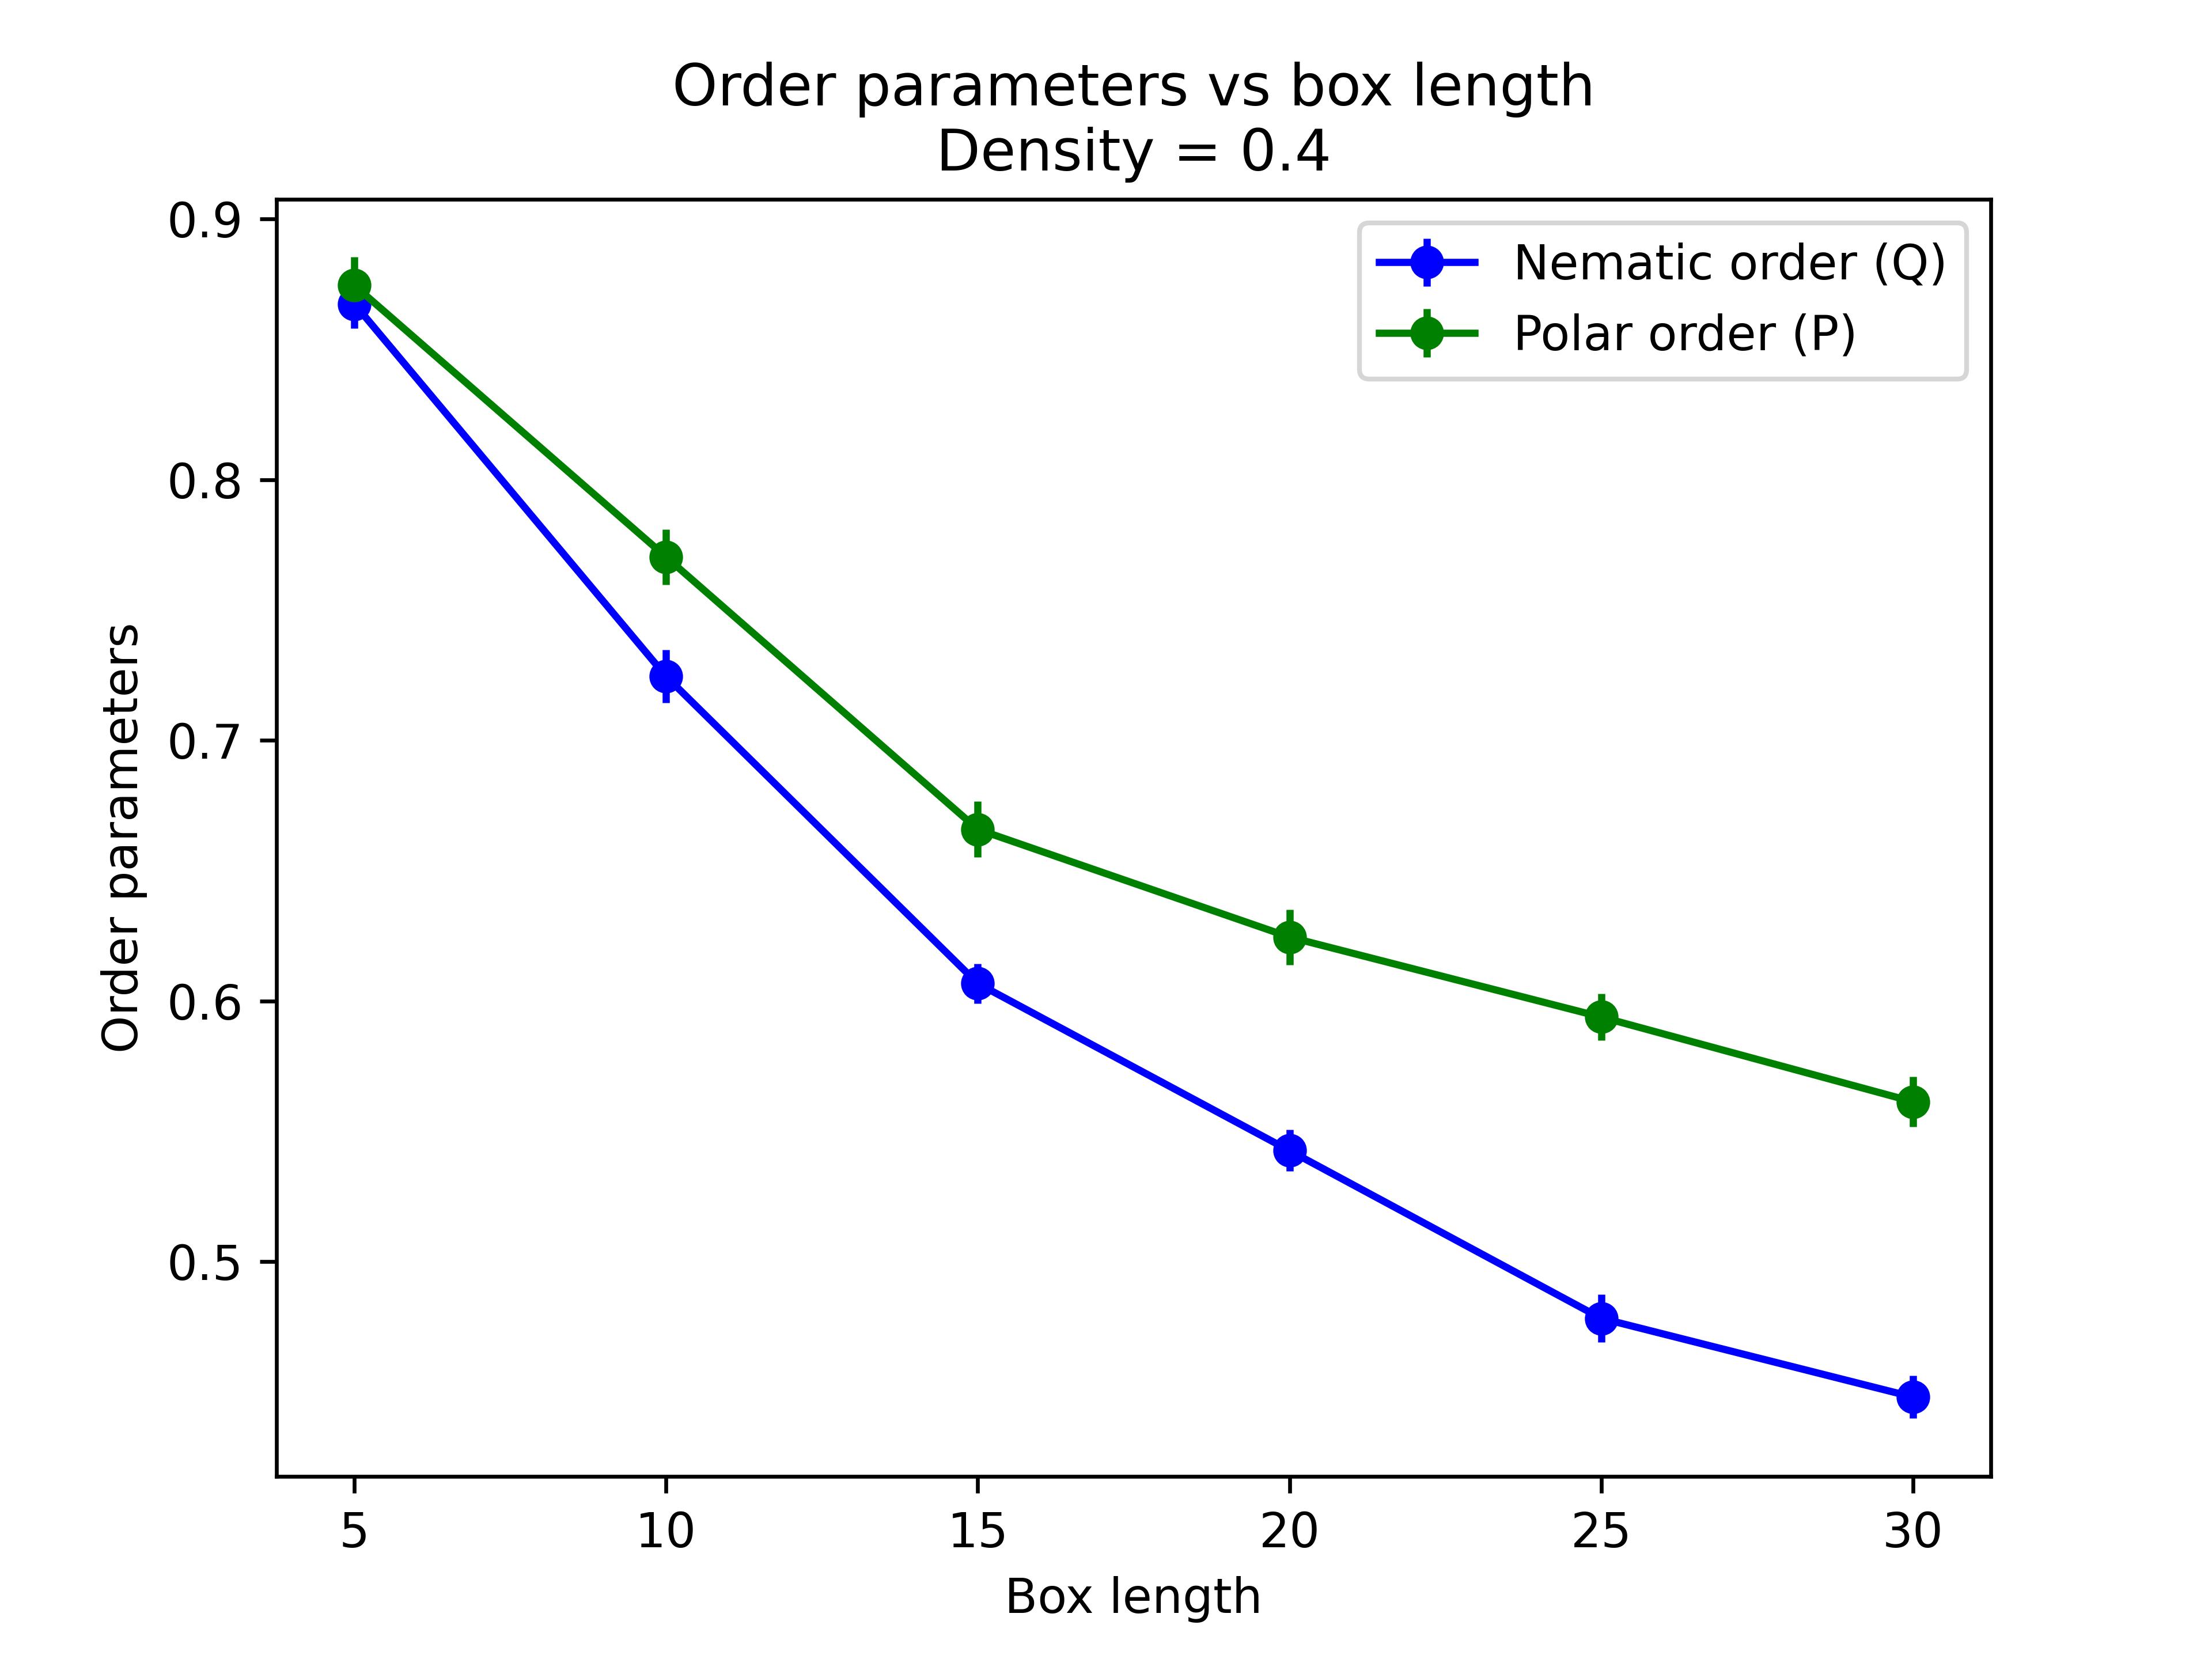 Order parameters vs box length
Density = 0.4
0.9
0.8
0.7
0.6
0.5
Order parameters
Nematic order (Q)
Polar order (P)
5 10 15 20 25 30
Box length